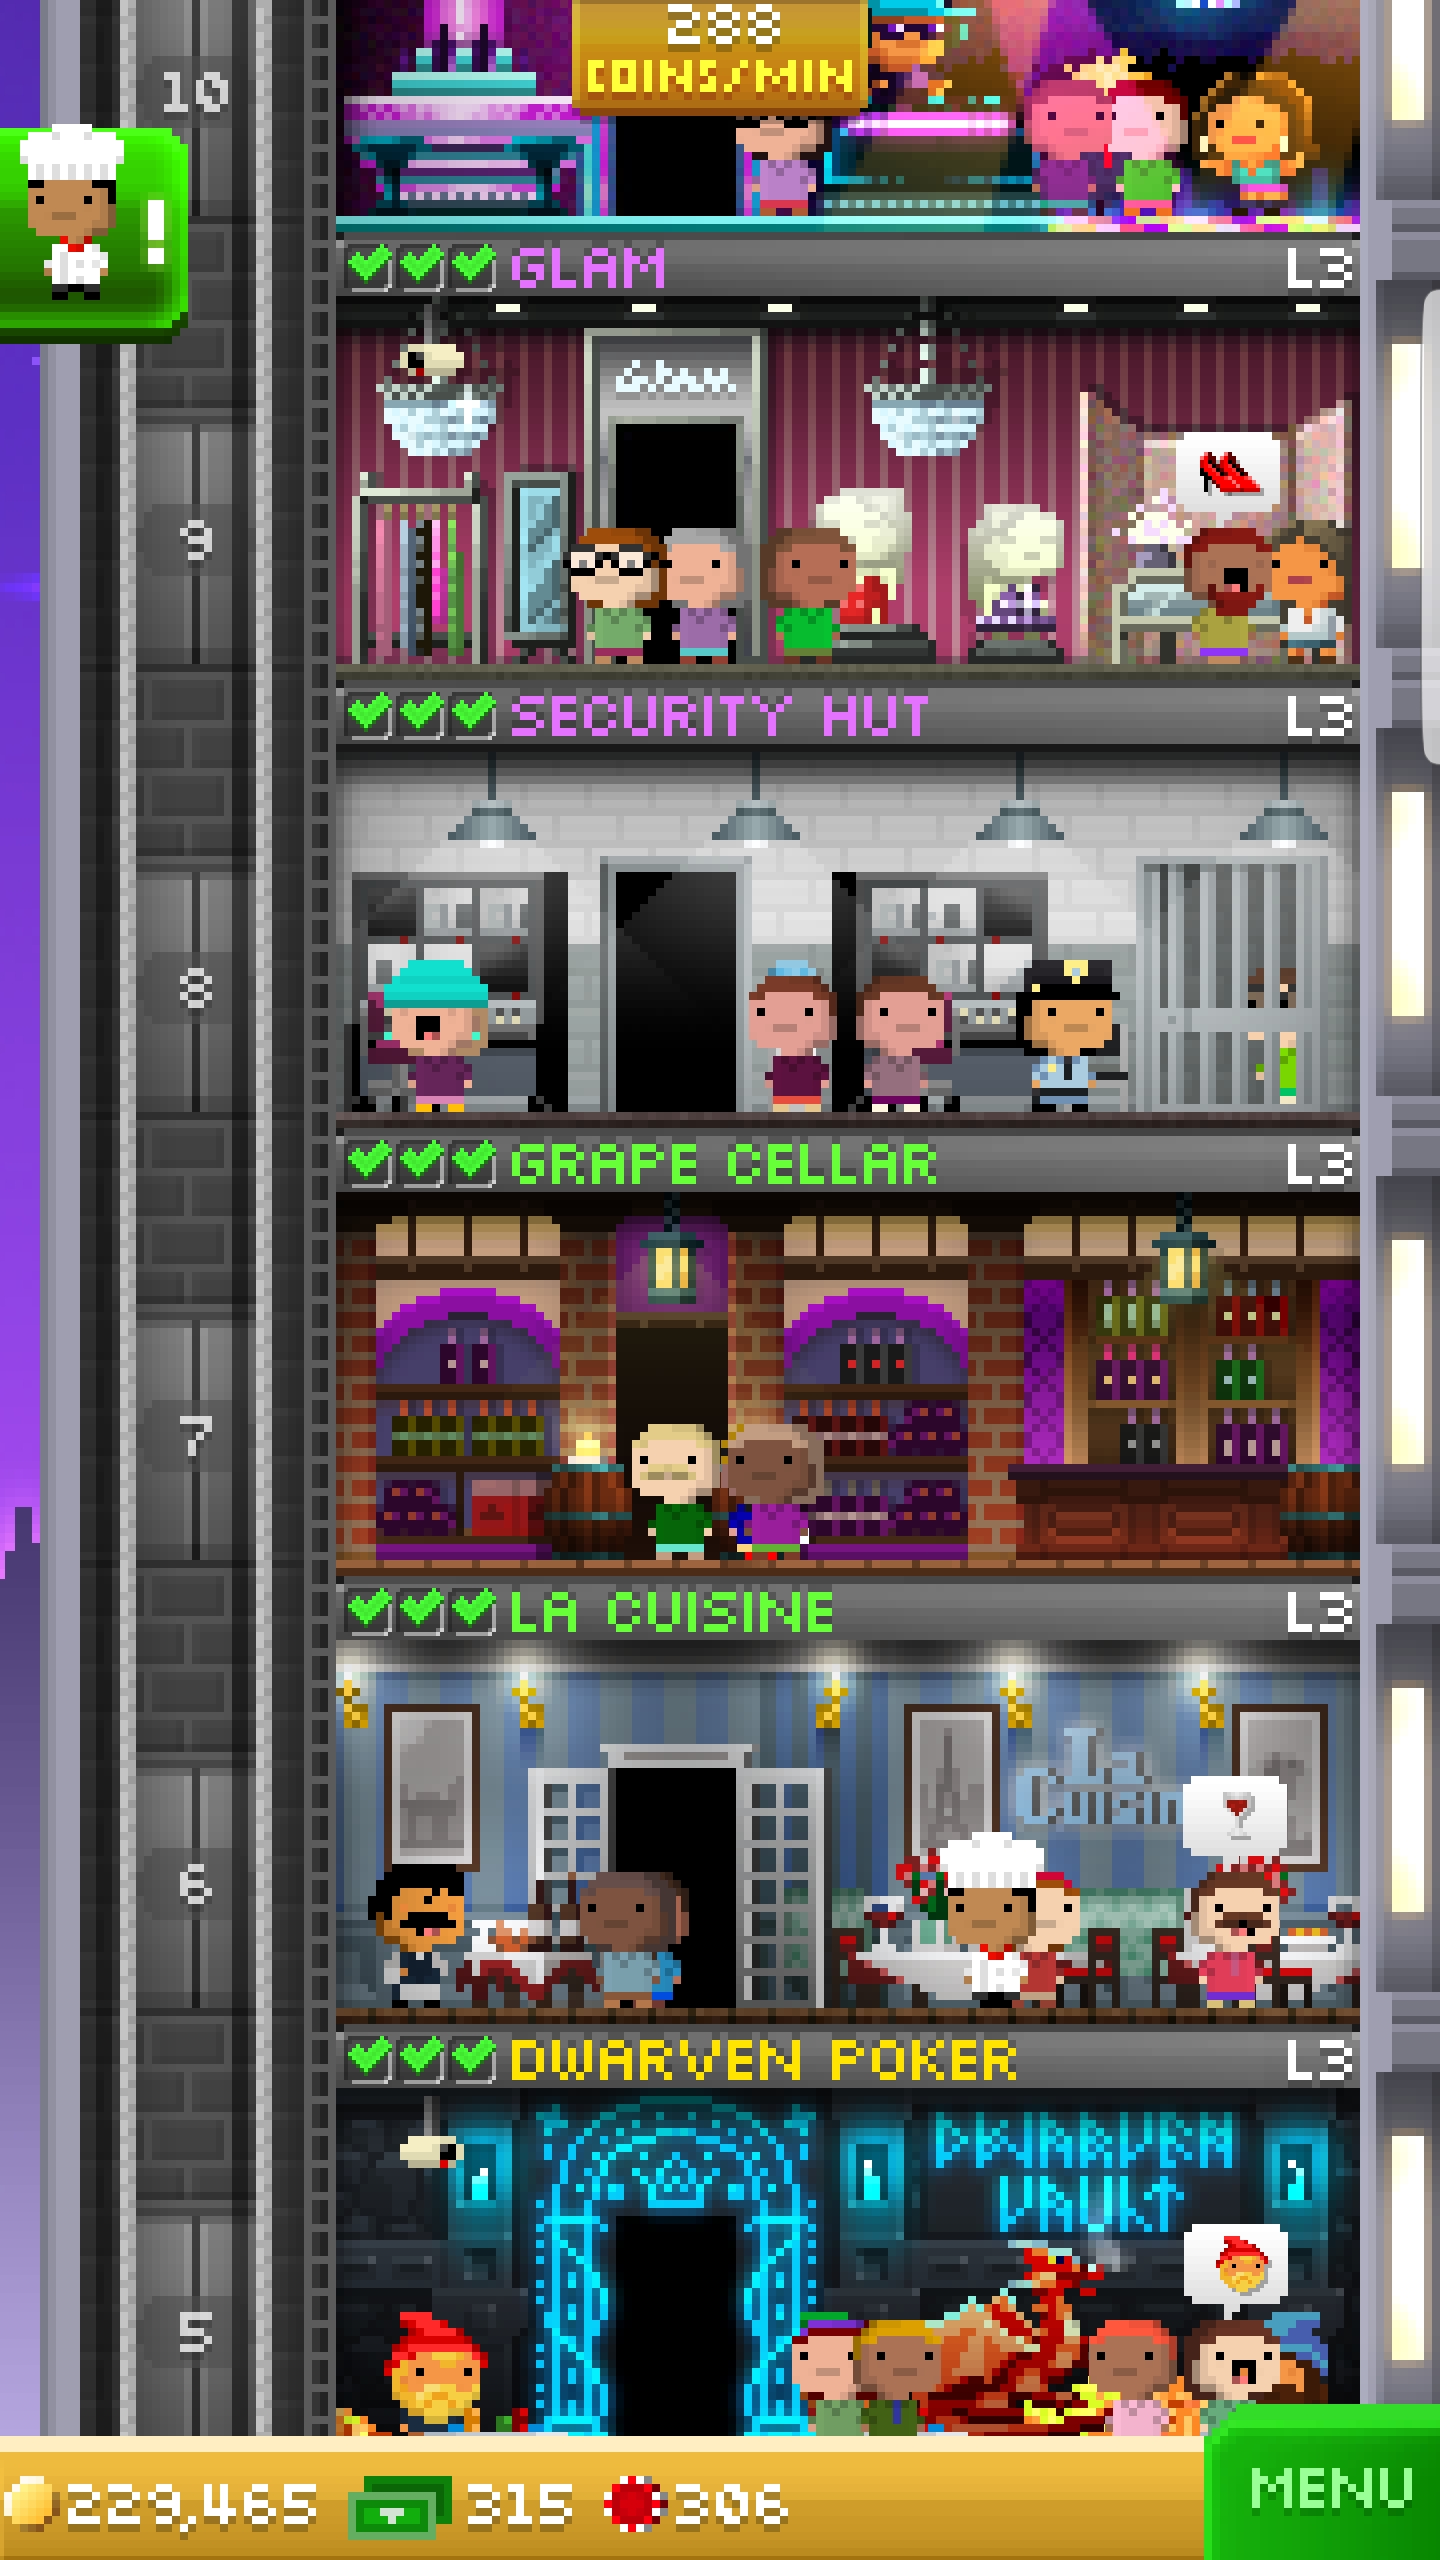 288
COINS/MIN
10
!
GLAM L3
Glam
9
SECURITY HUT L3
8
GRAPE CELLAR L3
7
LA CUISINE L3
La
Cuisin
6
DWARVEN POKER L3
DWARVEN
VAULT
5
229,465 315 306
MENU